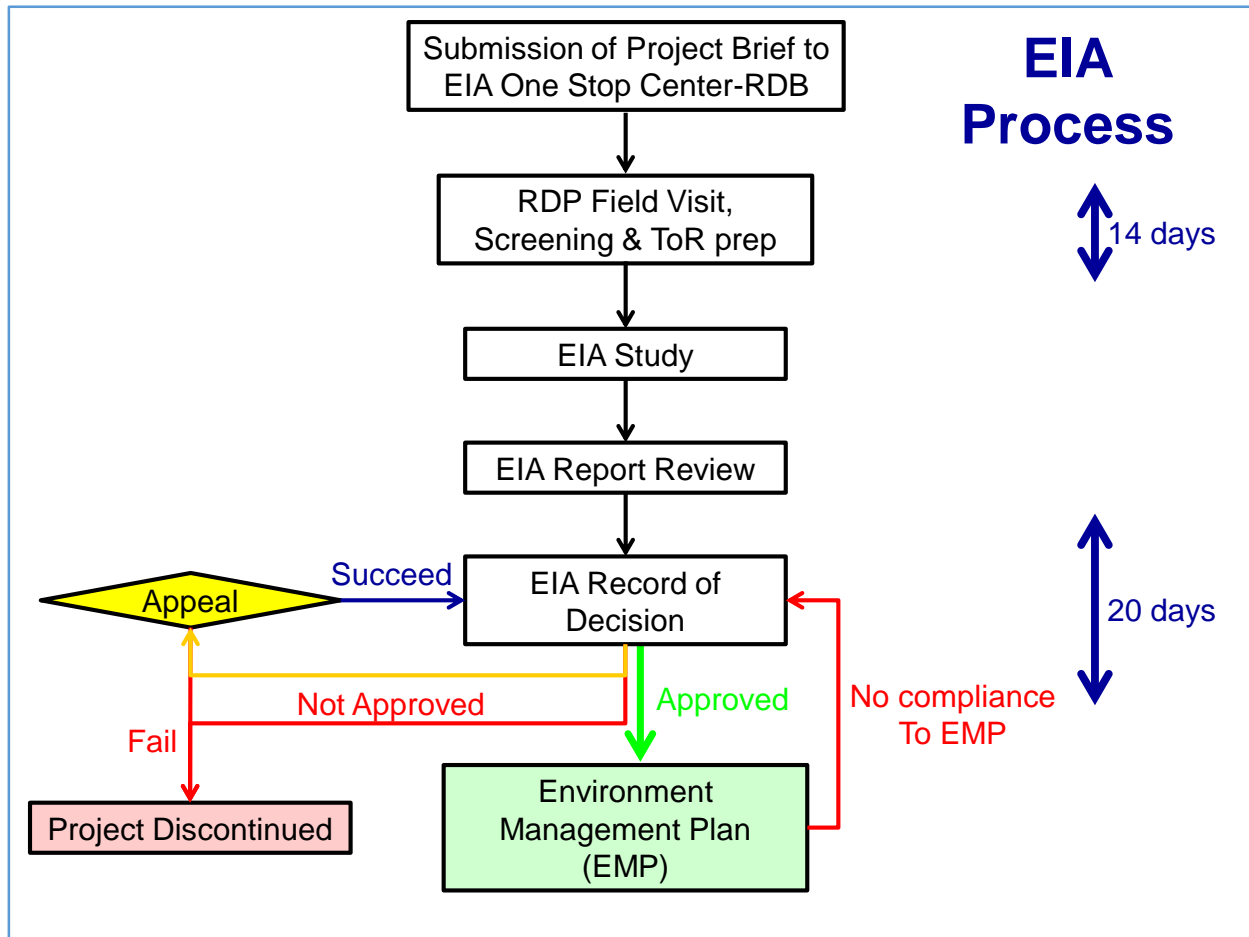 Submission of Project Brief to
EIA One Stop Center-RDB
EIA
Process
RDP Field Visit,
Screening & ToR prep
14 days
EIA Study
EIA Report Review
Appeal
Succeed
EIA Record of
Decision
20 days
Not Approved
Approved
No compliance
To EMP
Fail
Project Discontinued
Environment
Management Plan
(EMP)